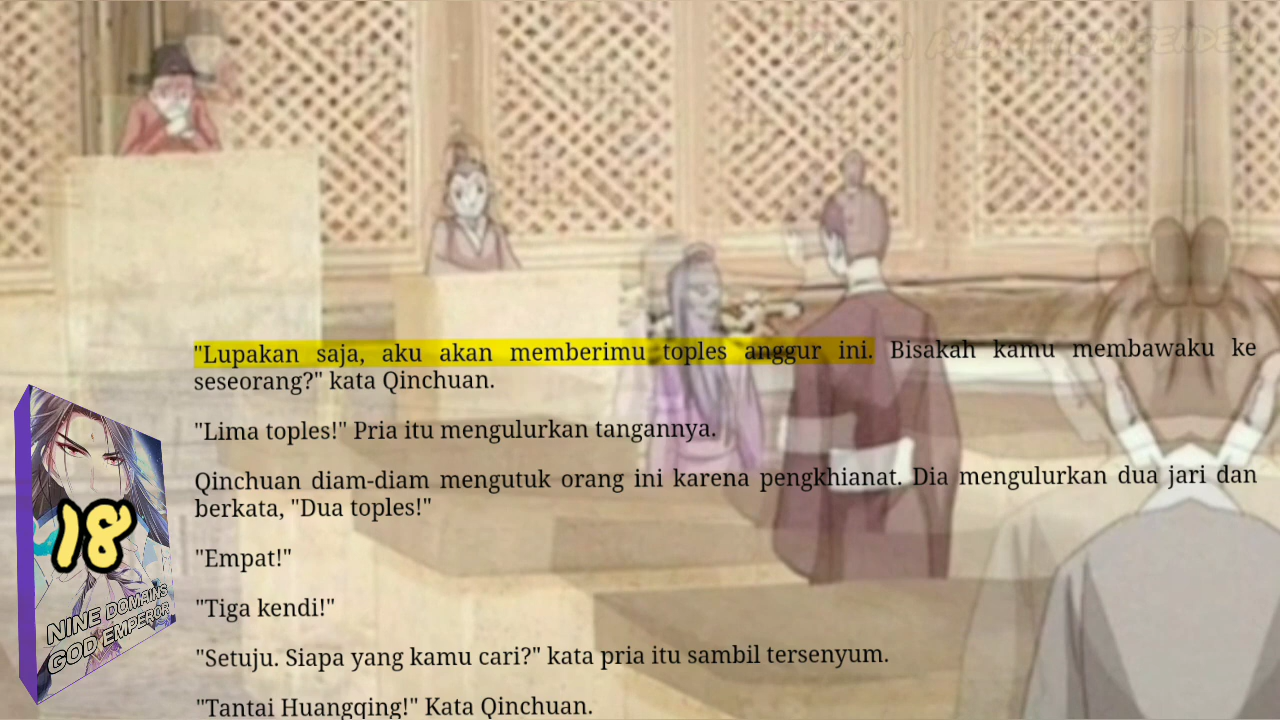 "Lupakan saja, aku akan memberimu toples anggur ini. Bisakah kamu membawaku ke
seseorang?" kata Qinchuan.
"Lima toples!" Pria itu mengulurkan tangannya.
Qinchuan diam-diam mengutuk orang ini karena pengkhianat. Dia mengulurkan dua jari dan
berkata, "Dua toples!"
"Empat!"
"Tiga kendi!"
"Setuju. Siapa yang kamu cari?" kata pria itu sambil tersenyum.
"Tantai Huangqing!" Kata Qinchuan.
18
NINE DOMAINS
GOD EMPEROR